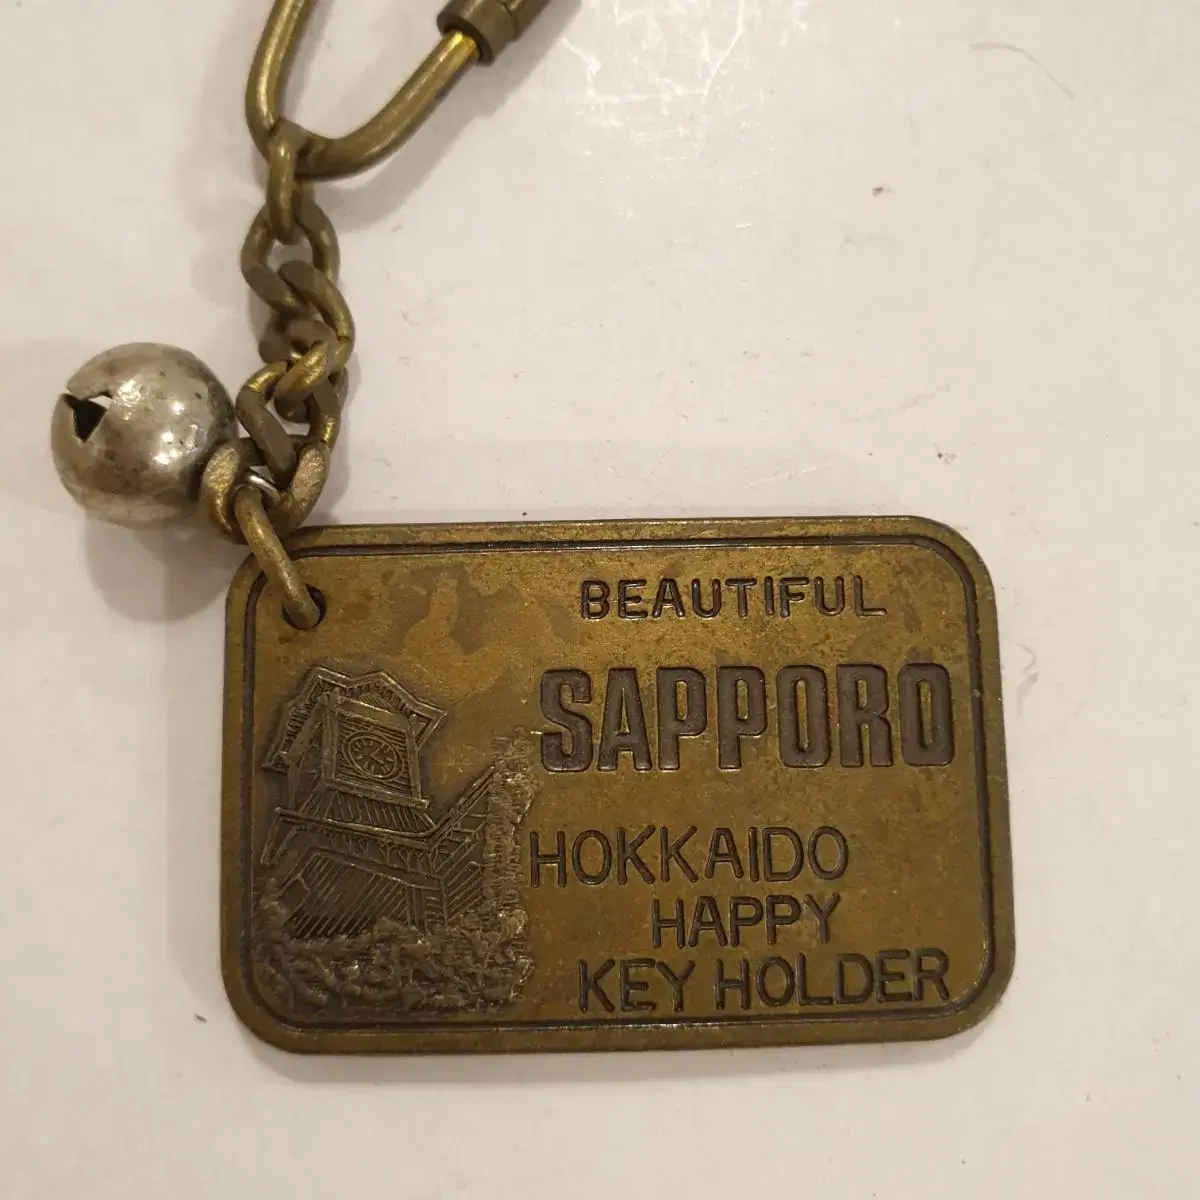 BEAUTIFUL
SAPPORO
HOKKAIDO
HAPPY
KEY HOLDER